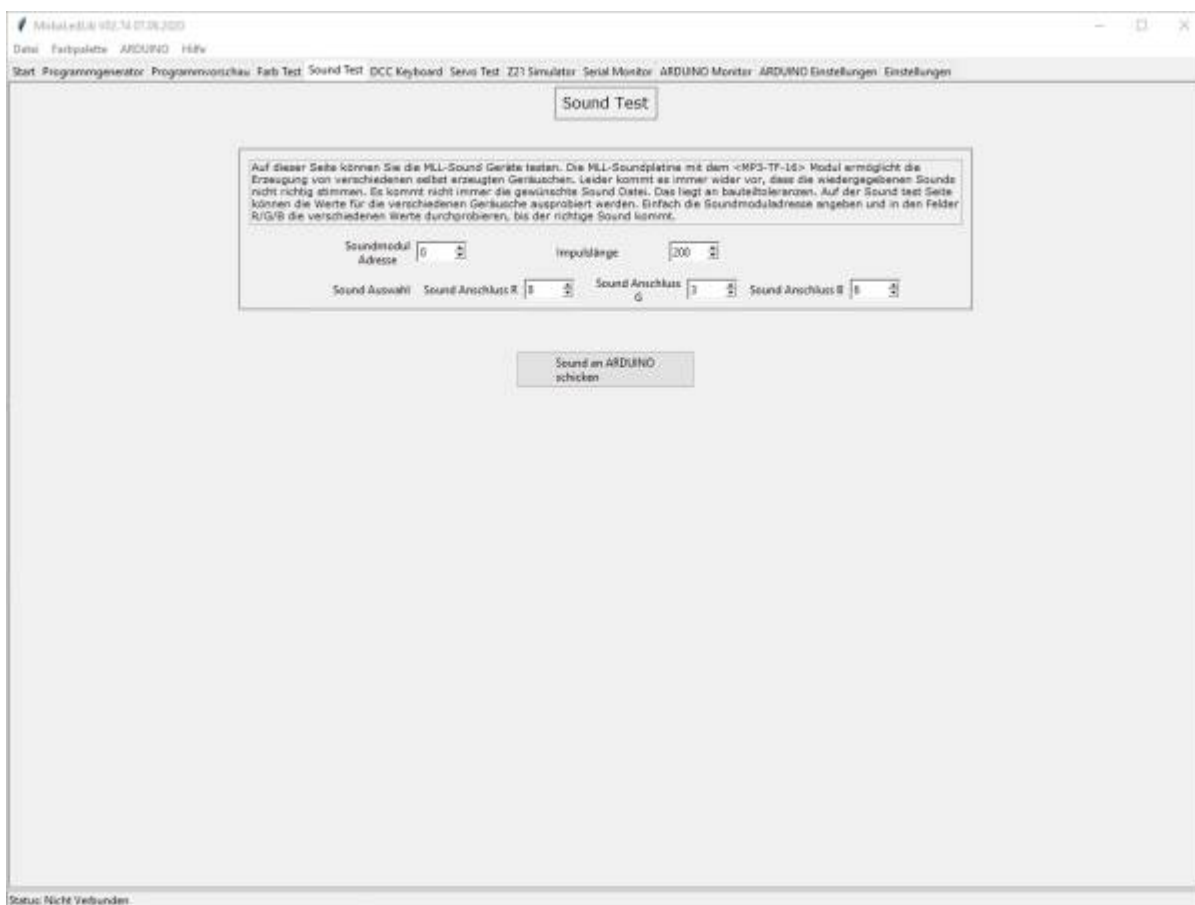 MobaLedLib V02.74 07.06.2020
Datei Farbpalette ARDUINO Hilfe
Start Programmgenerator Programmvorschau Farb Test Sound Test DCC Keyboard Servo Test Z21 Simulator Serial Monitor ARDUINO Monitor ARDUINO Einstellungen Einstellungen
Sound Test
Auf dieser Seite können Sie die MLL-Sound Geräte testen. Die MLL-Soundplatine mit dem <MP3-TF-16> Modul ermöglicht die
Erzeugung von verschiedenen selbst erzeugten Geräuschen. Leider kommt es immer wider vor, dass die wiedergegebenen Sounds
nicht richtig stimmen. Es kommt nicht immer die gewünschte Sound Datei. Das liegt an bauteiltoleranzen. Auf der Sound test Seite
können die Werte für die verschiedenen Geräusche ausprobiert werden. Einfach die Soundmoduladresse angeben und in den Felder
R/G/B die verschiedenen Werte durchprobieren, bis der richtige Sound kommt.
Soundmodul
Adresse 0 Impulslänge 200
Sound Auswahl Sound Anschluss R Sound Anschluss
G 3 Sound Anschluss B
Sound an ARDUINO
schicken
Status: Nicht Verbunden